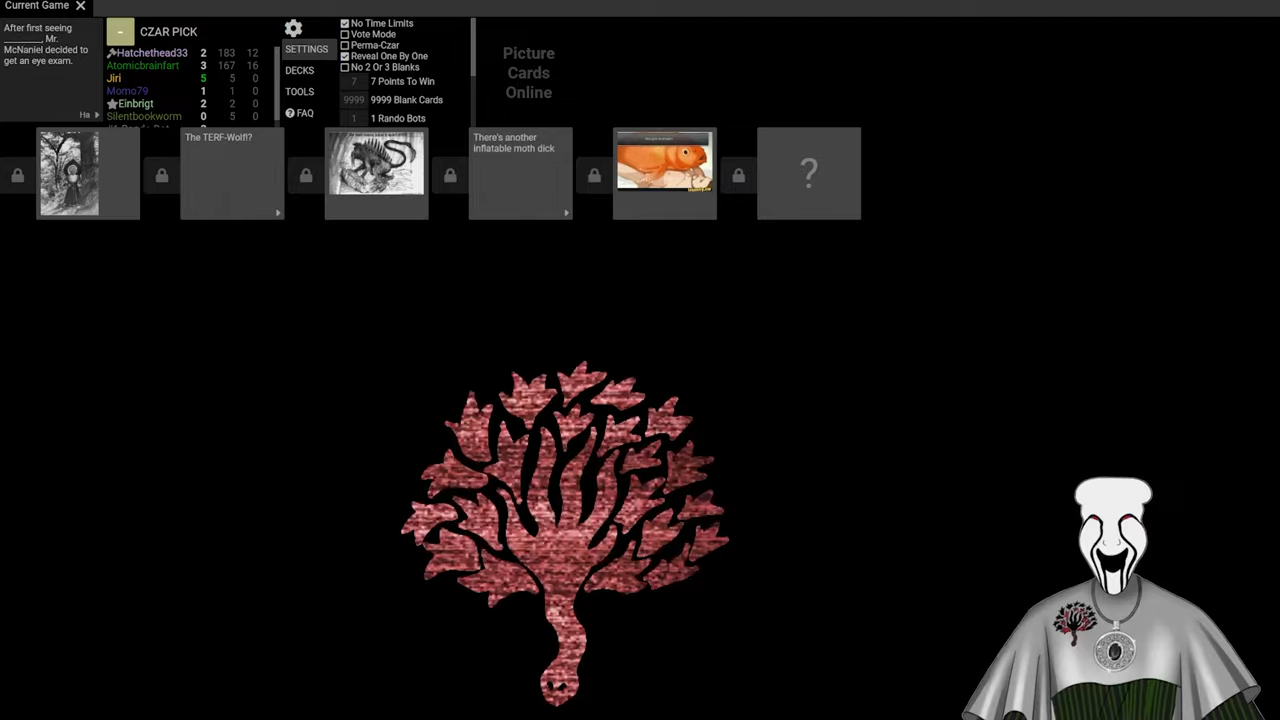 Current Game
After first seeing
_______, Mr.
McNaniel decided to
get an eye exam.
Ha
-
CZAR PICK
Hatchethead33 2 183 12
Atomicbrainfart 3 167 16
Jiri 5 5 0
Momo79 1 1 0
Einbrigt 2 2 0
Silentbookworm 0 5 0
SETTINGS
DECKS
TOOLS
FAQ
No Time Limits
Vote Mode
Perma-Czar
Reveal One By One
No 2 Or 3 Blanks
7 7 Points To Win
9999 9999 Blank Cards
1 1 Rando Bots
Picture
Cards
Online
The TERF-Wolf!?
There's another
inflatable moth dick
?